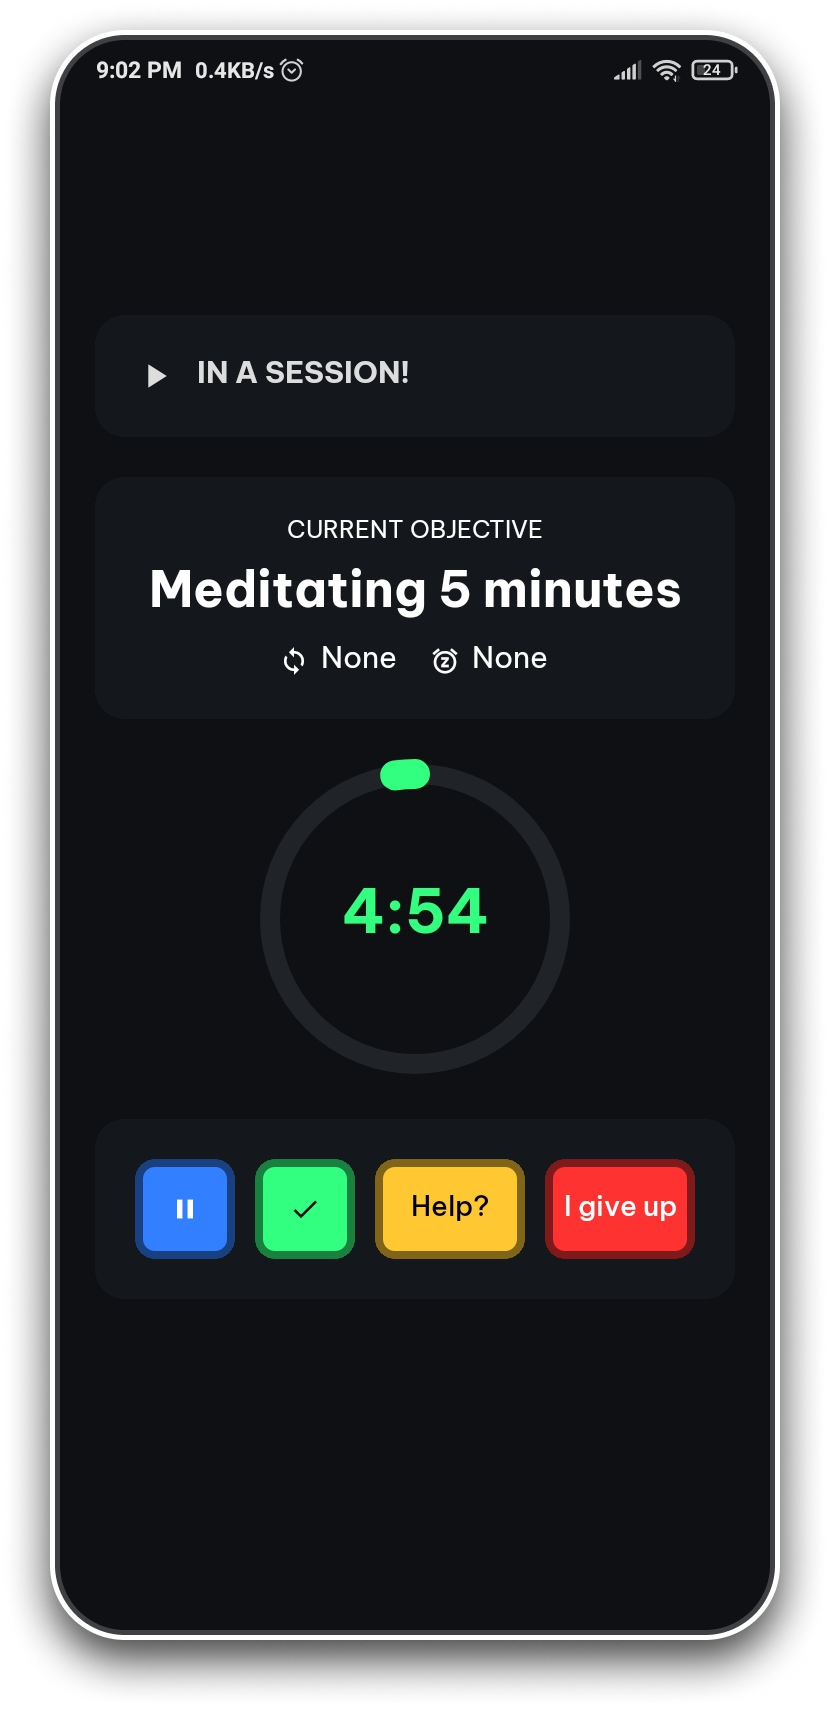 9:02 PM 0.4KB/s 24
IN A SESSION!
CURRENT OBJECTIVE
Meditating 5 minutes
None None
4:54
Help? I give up